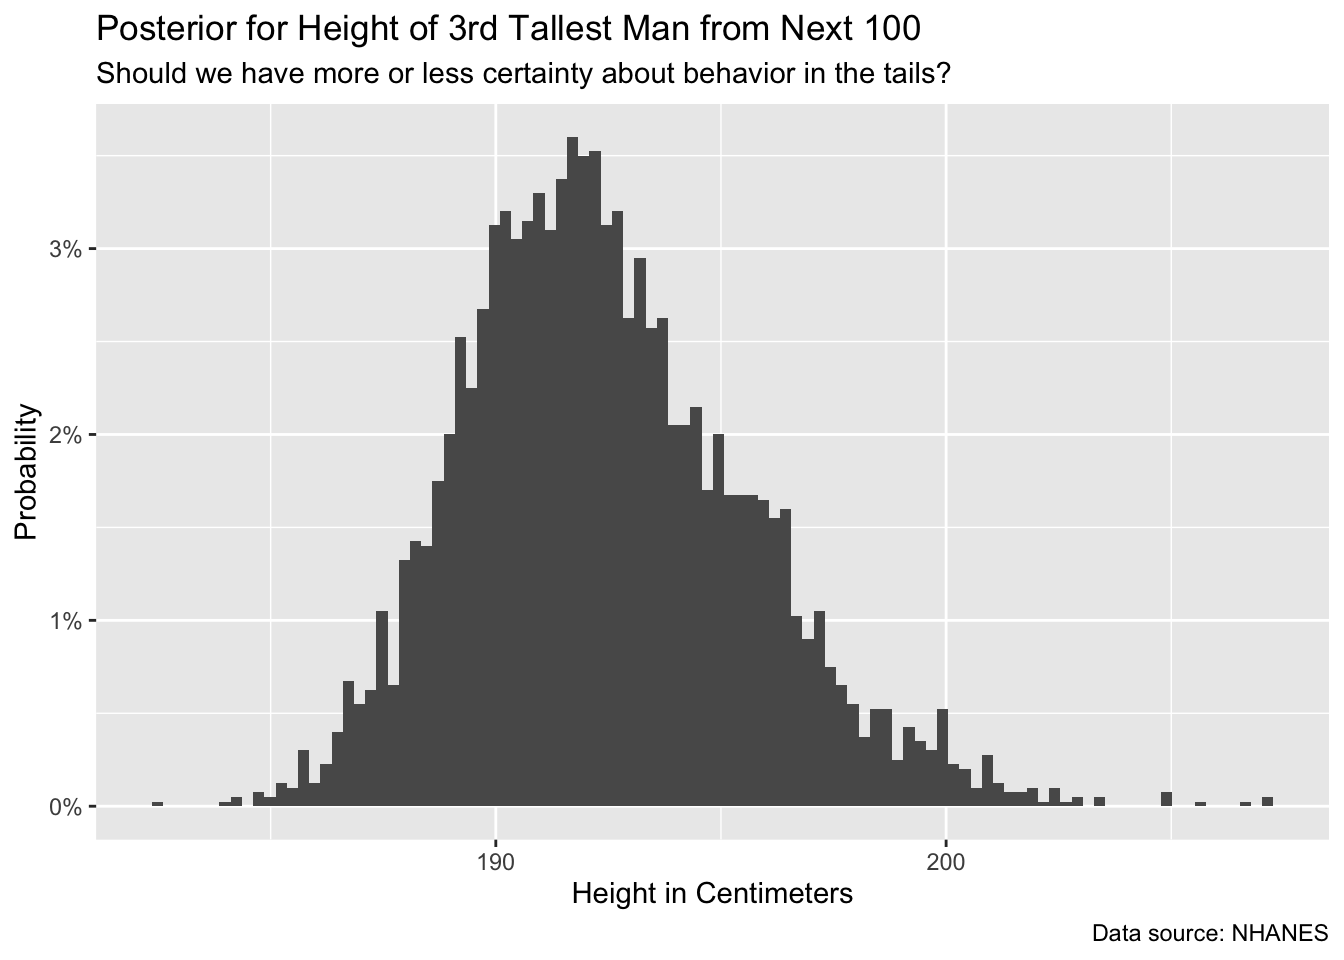 Posterior for Height of 3rd Tallest Man from Next 100
Should we have more or less certainty about behavior in the tails?
Probability
3%
2%
1%
0%
190
200
Height in Centimeters
Data source: NHANES